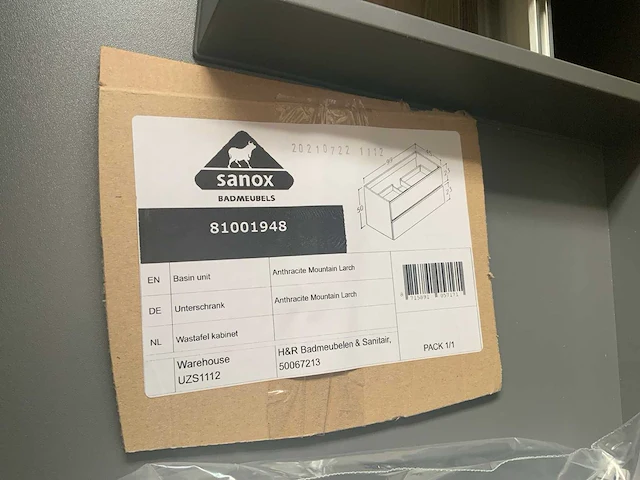 20210722 1112
sanox
BADMEUBELS
81001948
50
EN Basin unit Anthracite Mountain Larch
DE Unterschrank Anthracite Mountain Larch
NL Wastafel kabinet
Warehouse
UZS1112
H&R Badmeubelen & Sanitair,
50067213
PACK 1/1